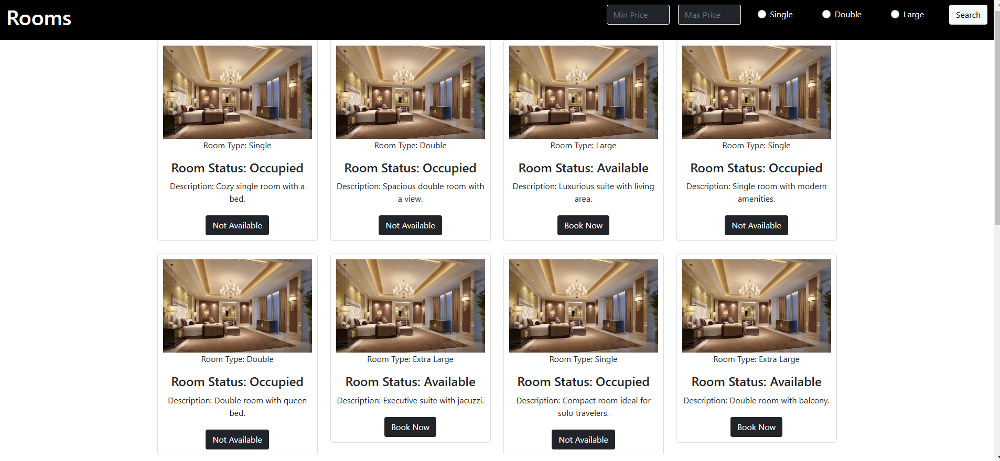 Rooms
Min Price
Max Price
Single
Double
Large
Search
Room Type: Single
Room Status: Occupied
Description: Cozy single room with a
bed.
Not Available
Room Type: Double
Room Status: Occupied
Description: Spacious double room with
a view.
Not Available
Room Type: Large
Room Status: Available
Description: Luxurious suite with living
area.
Book Now
Room Type: Single
Room Status: Occupied
Description: Single room with modern
amenities.
Not Available
Room Type: Double
Room Status: Occupied
Description: Double room with queen
bed.
Not Available
Room Type: Extra Large
Room Status: Available
Description: Executive suite with jacuzzi.
Book Now
Room Type: Single
Room Status: Occupied
Description: Compact room ideal for
solo travelers.
Not Available
Room Type: Extra Large
Room Status: Available
Description: Double room with balcony.
Book Now